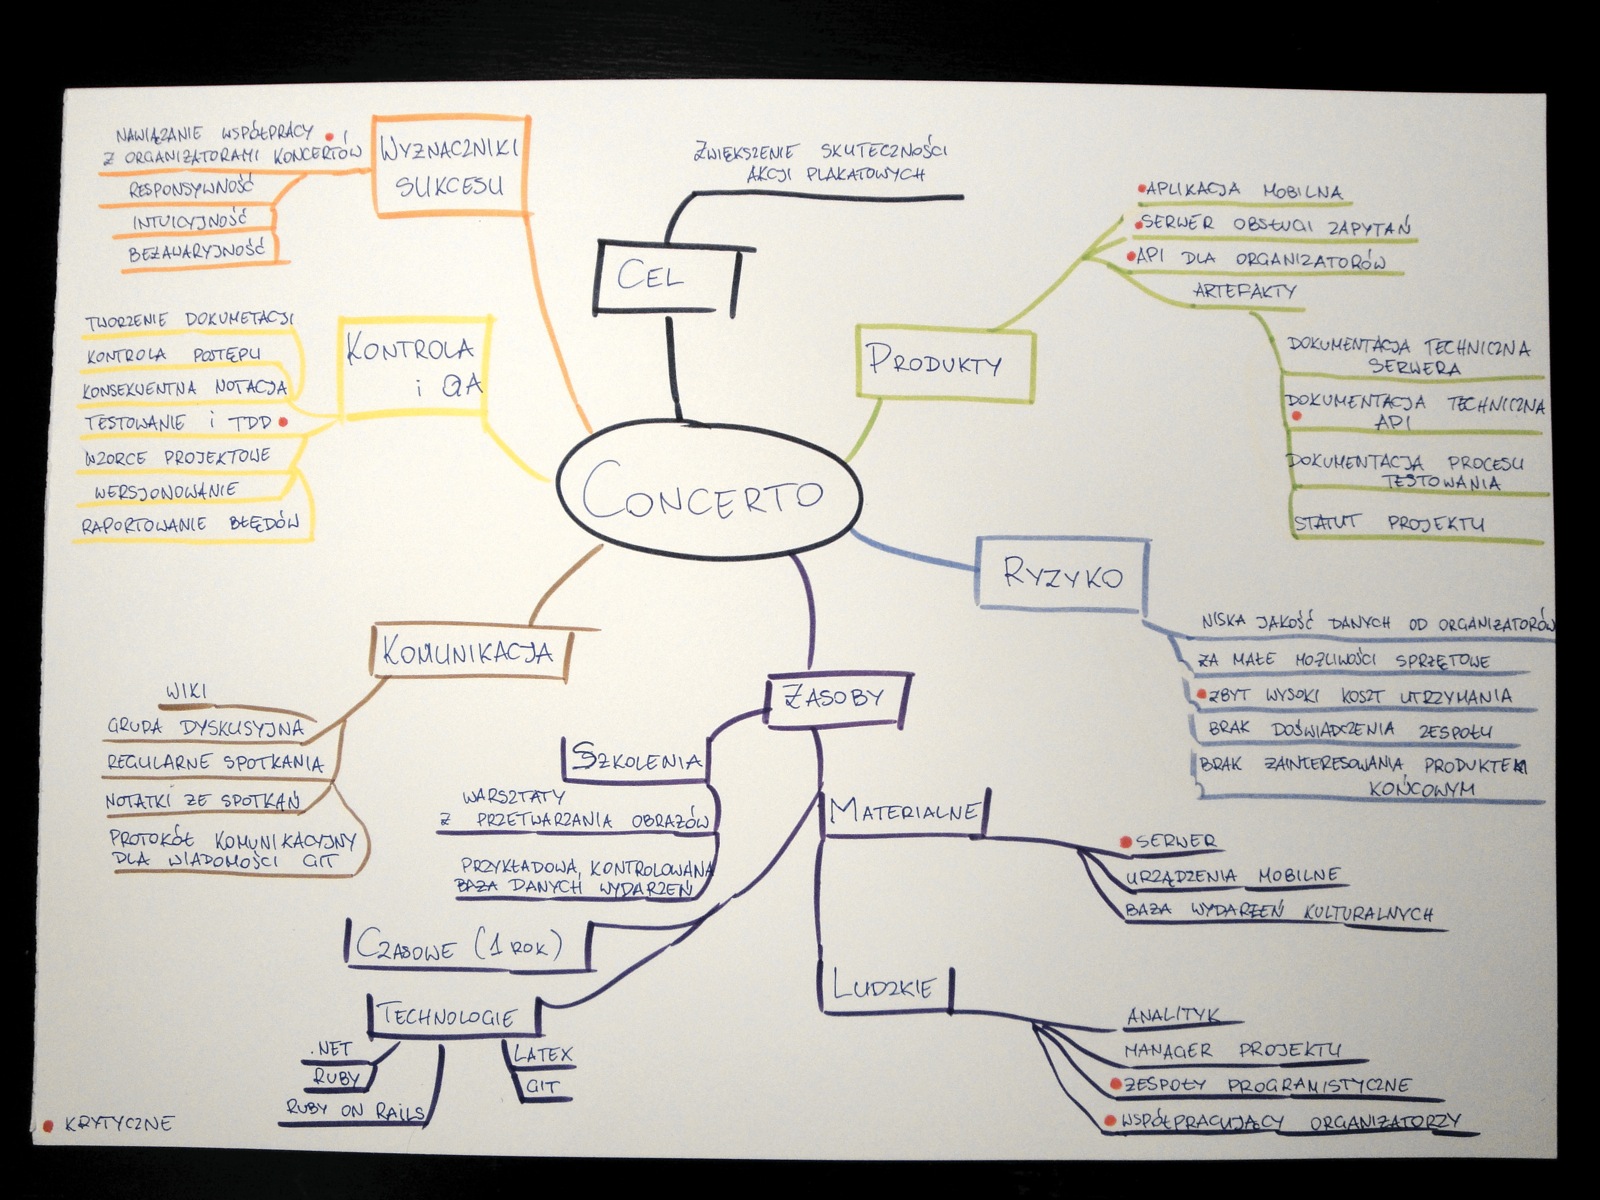 NAWIĄZANIE WSPÓŁPRACY I
Z ORGANIZATORAMI KONCERTÓW
RESPONSYWNOŚĆ
INTUICYJNOŚĆ
BEZAWARYJNOŚĆ
WYZNACZNIKI
SUKCESU
ZWIĘKSZENIE SKUTECZNOŚCI
AKCJI PLAKATOWYCH
CEL
APLIKACJA MOBILNA
SERWER OBSŁUGI ZAPYTAŃ
API DLA ORGANIZATORÓW
ARTEFAKTY
PRODUKTY
DOKUMENTACJA TECHNICZNA
SERWERA
DOKUMENTACJA TECHNICZNA
API
DOKUMENTACJA PROCESU
TESTOWANIA
STATUT PROJEKTU
TWORZENIE DOKUMETACJI
KONTROLA POSTĘPU
KONSEKWENTNA NOTACJA
TESTOWANIE i TDD
WZORCE PROJEKTOWE
WERSJONOWANIE
RAPORTOWANIE BŁĘDÓW
KONTROLA
i QA
CONCERTO
RYZYKO
NISKA JAKOŚĆ DANYCH OD ORGANIZATORÓW
ZA MAŁE MOŻLIWOŚCI SPRZĘTOWE
ZBYT WYSOKI KOSZT UTRZYMANIA
BRAK DOŚWIADCZENIA ZESPOŁU
BRAK ZAINTERESOWANIA PRODUKTEM
KOŃCOWYM
KOMUNIKACJA
WIKI
GRUPA DYSKUSYJNA
REGULARNE SPOTKANIA
NOTATKI ZE SPOTKAŃ
PROTOKÓŁ KOMUNIKACYJNY
DLA WIADOMOŚCI GIT
ZASOBY
SZKOLENIA
WARSZTATY
Z PRZETWARZANIA OBRAZÓW
PRZYKŁADOWA, KONTROLOWANA
BAZA DANYCH WYDARZEŃ
MATERIALNE
SERWER
URZĄDZENIA MOBILNE
BAZA WYDARZEŃ KULTURALNYCH
CZASOWE (1 ROK)
TECHNOLOGIE
.NET
RUBY
RUBY ON RAILS
LATEX
GIT
LUDZKIE
ANALITYK
MANAGER PROJEKTU
ZESPOŁY PROGRAMISTYCZNE
WSPÓŁPRACUJĄCY ORGANIZATORZY
KRYTYCZNE